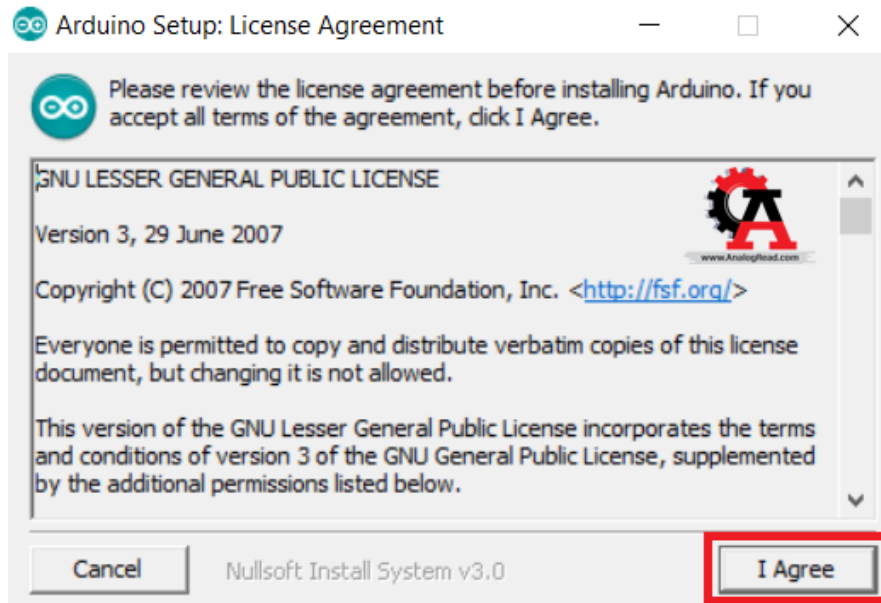 Arduino Setup: License Agreement
Please review the license agreement before installing Arduino. If you
accept all terms of the agreement, click I Agree.
GNU LESSER GENERAL PUBLIC LICENSE
Version 3, 29 June 2007
Copyright (C) 2007 Free Software Foundation, Inc. <http://fsf.org/>
Everyone is permitted to copy and distribute verbatim copies of this license
document, but changing it is not allowed.
This version of the GNU Lesser General Public License incorporates the terms
and conditions of version 3 of the GNU General Public License, supplemented
by the additional permissions listed below.
A
www.AnalogRead.com
Cancel
Nullsoft Install System v3.0
I Agree